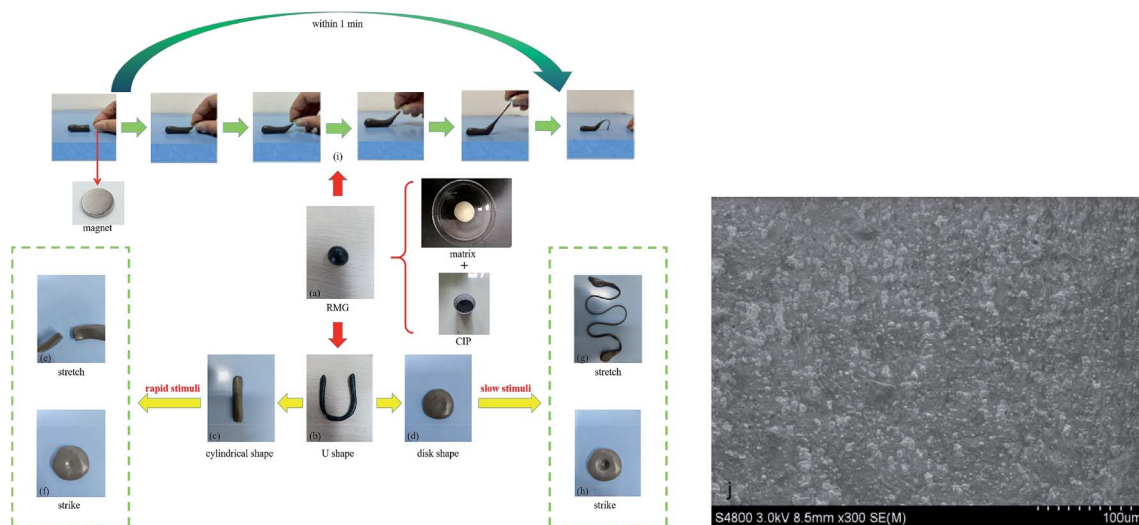 within 1 min
(i)
magnet
matrix
+
(a)
RMG
CIP
(e)
stretch
(g)
stretch
rapid stimuli
slow stimuli
(c)
(b)
(d)
cylindrical shape
U shape
disk shape
(f)
strike
(h)
strike
j
S4800 3.0kV 8.5mm x300 SE(M)
100um